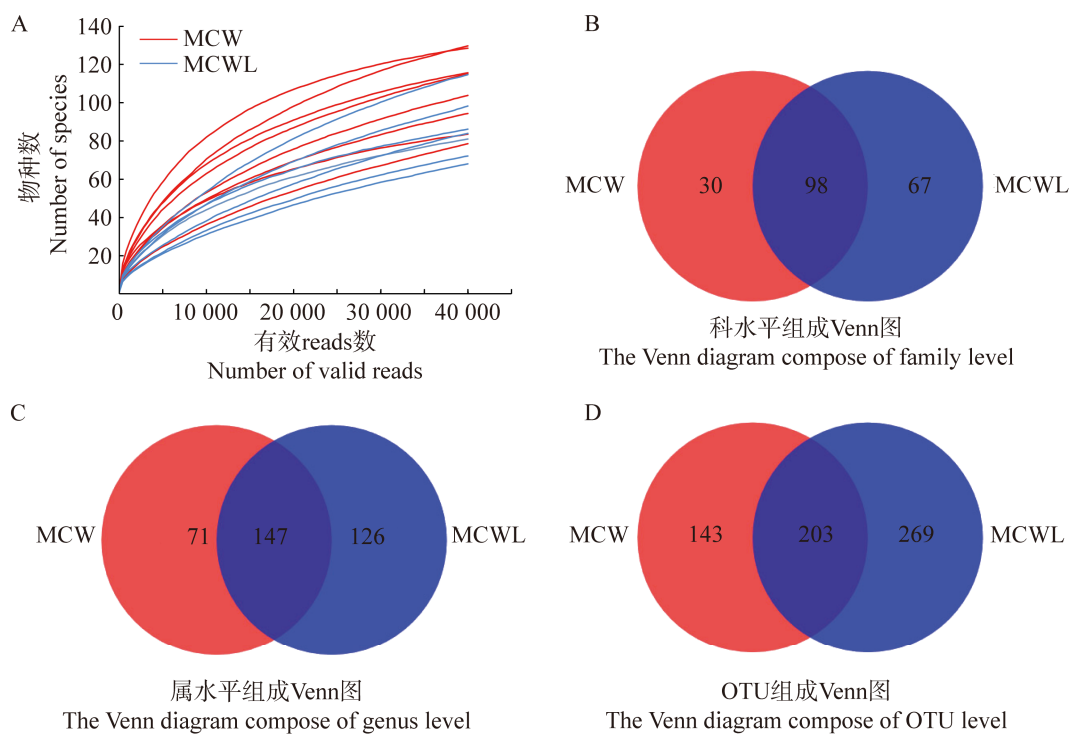 A
140
120
100
80
60
40
20
物种数
Number of species
MCW
MCWL
0
10 000
20 000
30 000
40 000
有效reads数
Number of valid reads
B
MCW
30
98
67
MCWL
科水平组成Venn图
The Venn diagram compose of family level
C
MCW
71
147
126
MCWL
属水平组成Venn图
The Venn diagram compose of genus level
D
MCW
143
203
269
MCWL
OTU组成Venn图
The Venn diagram compose of OTU level